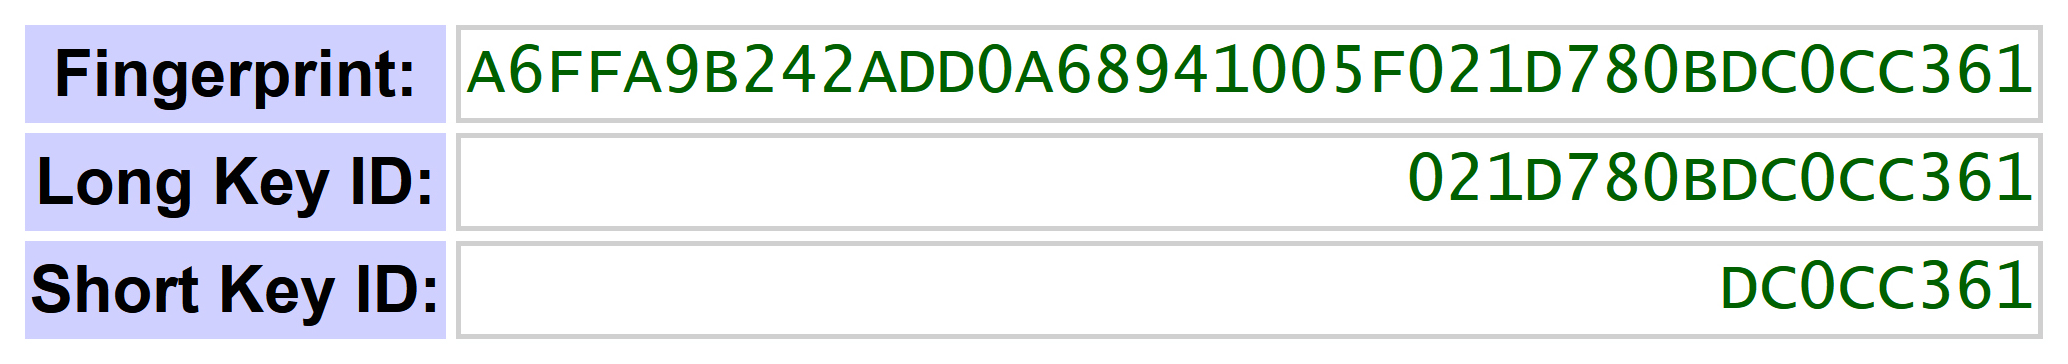 Fingerprint: A6FFA9B242ADD0A68941005F021D780BDC0CC361
Long Key ID: 021D780BDC0CC361
Short Key ID: DC0CC361